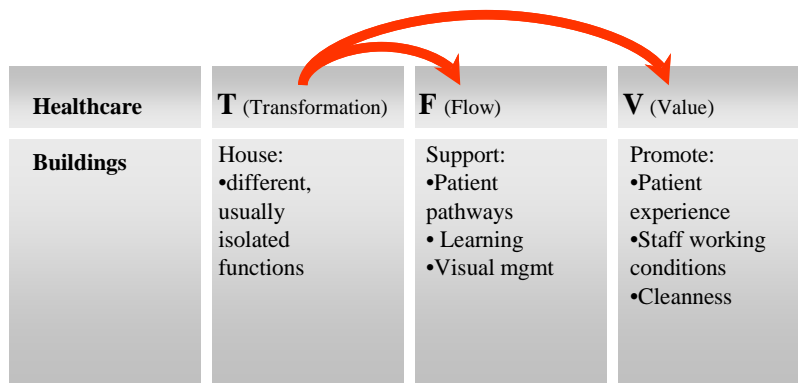 Healthcare
T (Transformation)
F (Flow)
V (Value)
Buildings
House:
•different,
usually
isolated
functions
Support:
•Patient
pathways
• Learning
•Visual mgmt
Promote:
•Patient
experience
•Staff working
conditions
•Cleanness